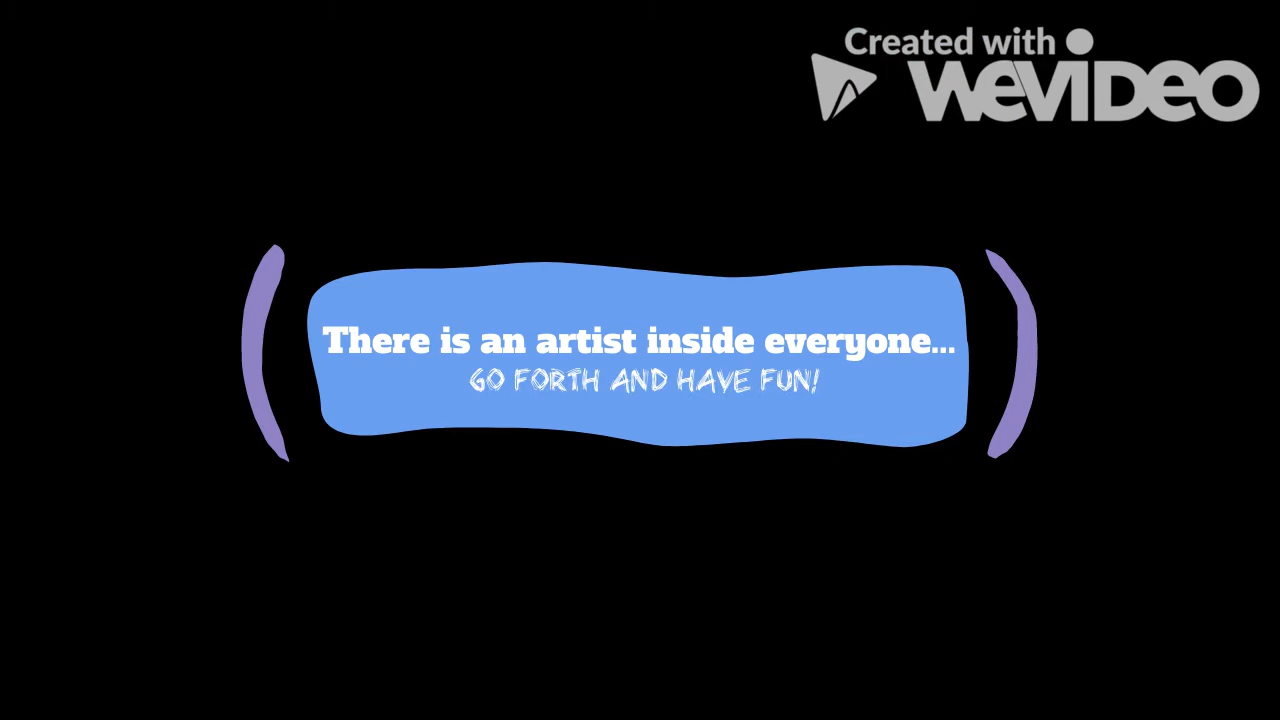 Created with
WeVideo
There is an artist inside everyone...
GO FORTH AND HAVE FUN!